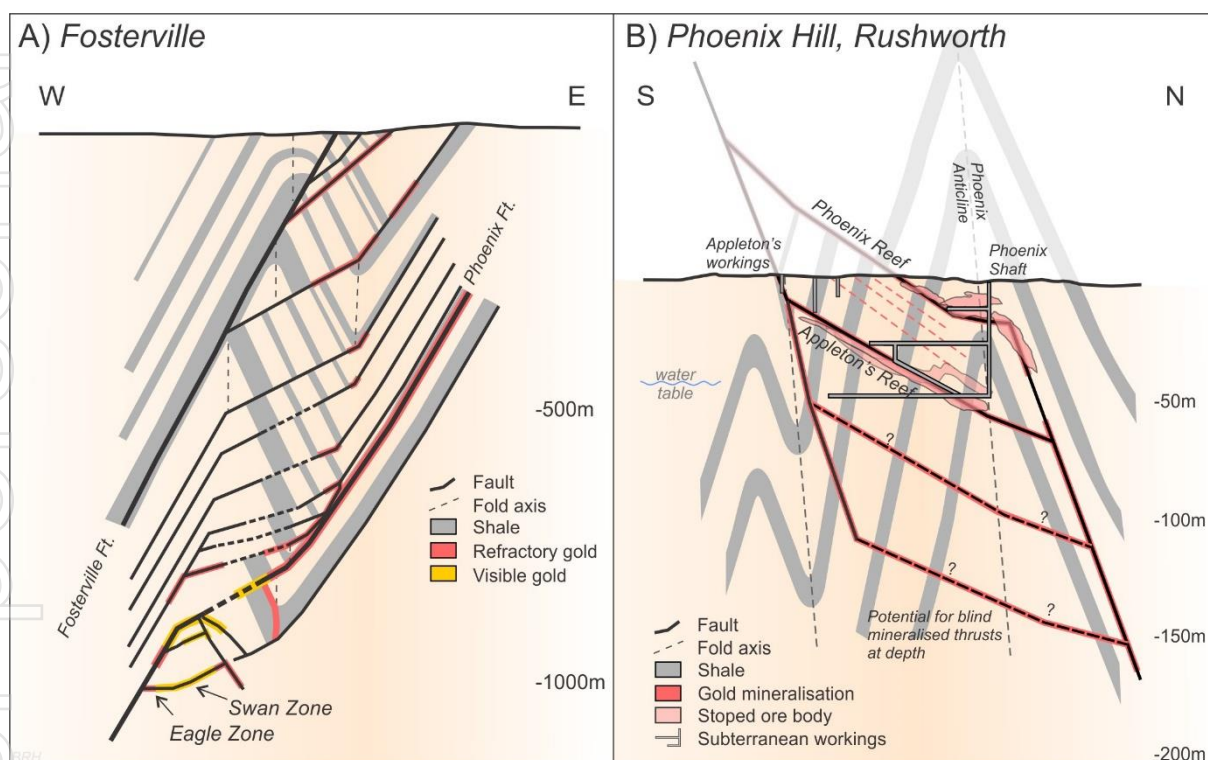 A) Fosterville
W
E
Phoenix Ft.
-500m
Fault
Fold axis
Shale
Refractory gold
Visible gold
Fosterville Ft.
-1000m
Swan Zone
Eagle Zone
BRH
B) Phoenix Hill, Rushworth
S
N
Phoenix
Anticline
Phoenix Reef
Appleton's
workings
Phoenix
Shaft
Appleton's Reef
water
table
-50m
?
?
-100m
?
?
Potential for blind
mineralised thrusts
at depth
-150m
Fault
Fold axis
Shale
Gold mineralisation
Stoped ore body
Subterranean workings
-200m